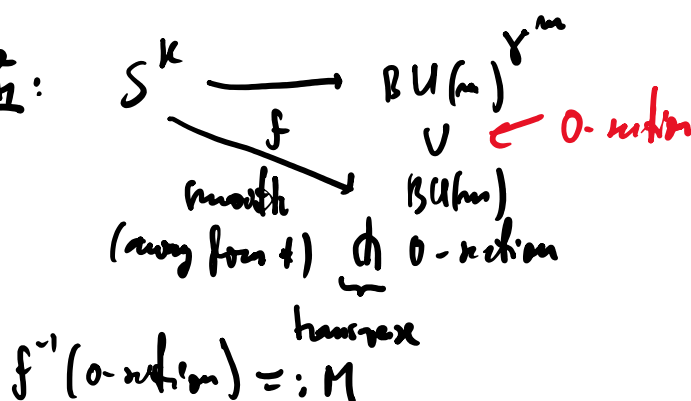 S^k → BU(m)^{γ^m}
f ∪ ← 0-section
smooth BU(m)
(away from *) ⋔ 0-section
transverse
f^{-1}(0-section) =: M